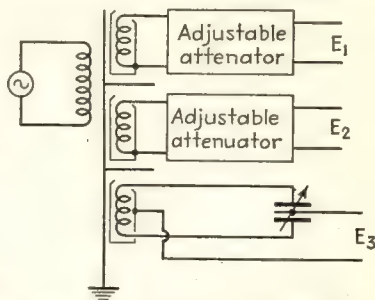 Adjustable
attenator
E1
Adjustable
attenuator
E2
E3